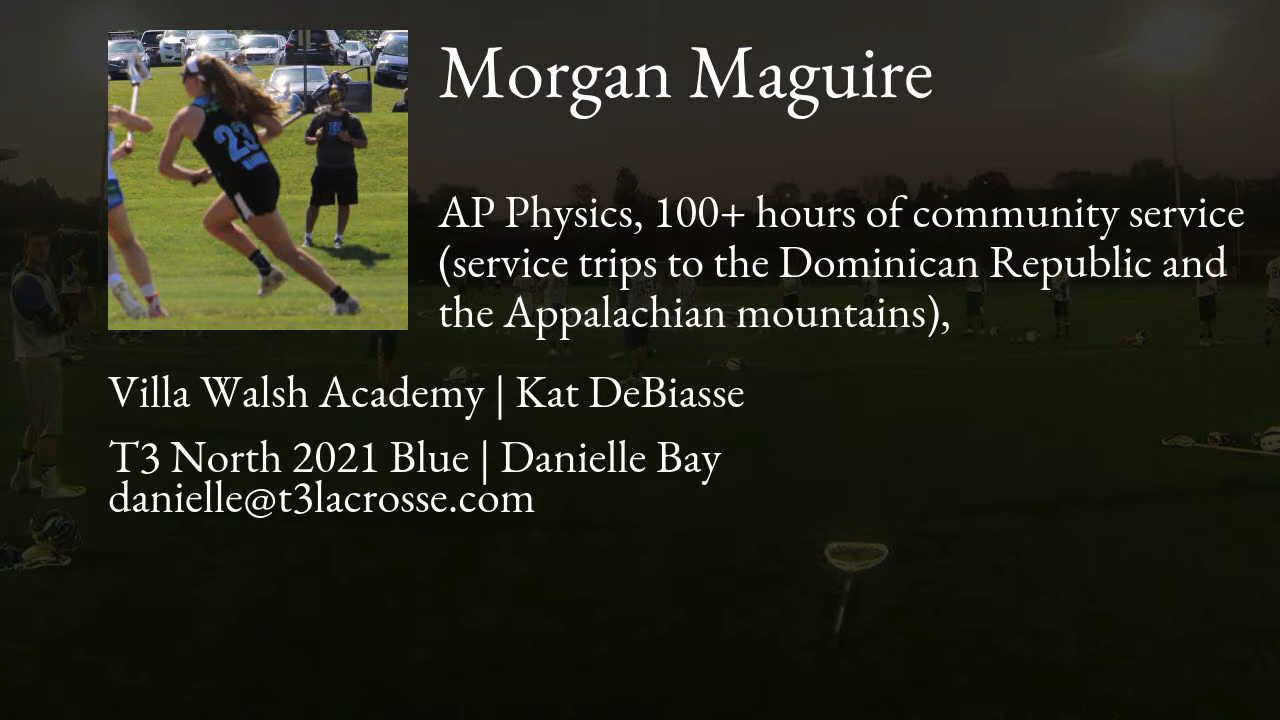 Morgan Maguire
23
AP Physics, 100+ hours of community service
(service trips to the Dominican Republic and
the Appalachian mountains),
Villa Walsh Academy | Kat DeBiasse
T3 North 2021 Blue | Danielle Bay
danielle@t3lacrosse.com